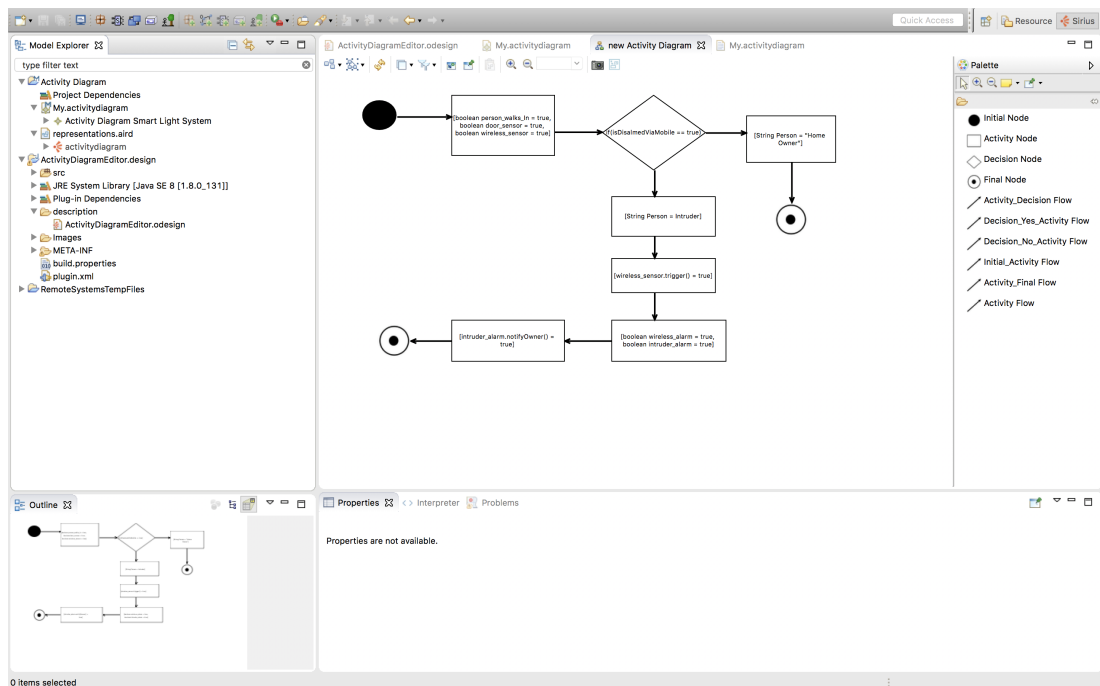 Quick Access
Resource
Sirius
Model Explorer
type filter text
Activity Diagram
Project Dependencies
My.activitydiagram
Activity Diagram Smart Light System
representations.aird
activitydiagram
ActivityDiagramEditor.design
src
JRE System Library [Java SE 8 [1.8.0_131]]
Plug-in Dependencies
description
ActivityDiagramEditor.odesign
Images
META-INF
build.properties
plugin.xml
RemoteSystemsTempFiles
ActivityDiagramEditor.odesign
My.activitydiagram
new Activity Diagram
My.activitydiagram
[boolean person_walks_In = true,
boolean door_sensor = true,
boolean wireless_sensor = true]
if(isDisalmedViaMobile == true)
[String Person = "Home
Owner"]
[String Person = Intruder]
[wireless_sensor.trigger() = true]
[boolean wireless_alarm = true,
boolean intruder_alarm = true]
[intruder_alarm.notifyOwner() =
true]
Palette
Initial Node
Activity Node
Decision Node
Final Node
Activity_Decision Flow
Decision_Yes_Activity Flow
Decision_No_Activity Flow
Initial_Activity Flow
Activity_Final Flow
Activity Flow
Outline
Properties
Interpreter
Problems
Properties are not available.
0 items selected